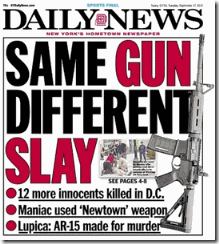 SPORTS FINAL
DAILY NEWS
NEW YORK'S HOMETOWN NEWSPAPER
SAME GUN
DIFFERENT
SLAY
SEE PAGES 4-8
12 more innocents killed in D.C.
Maniac used 'Newtown' weapon
Lupica: AR-15 made for murder